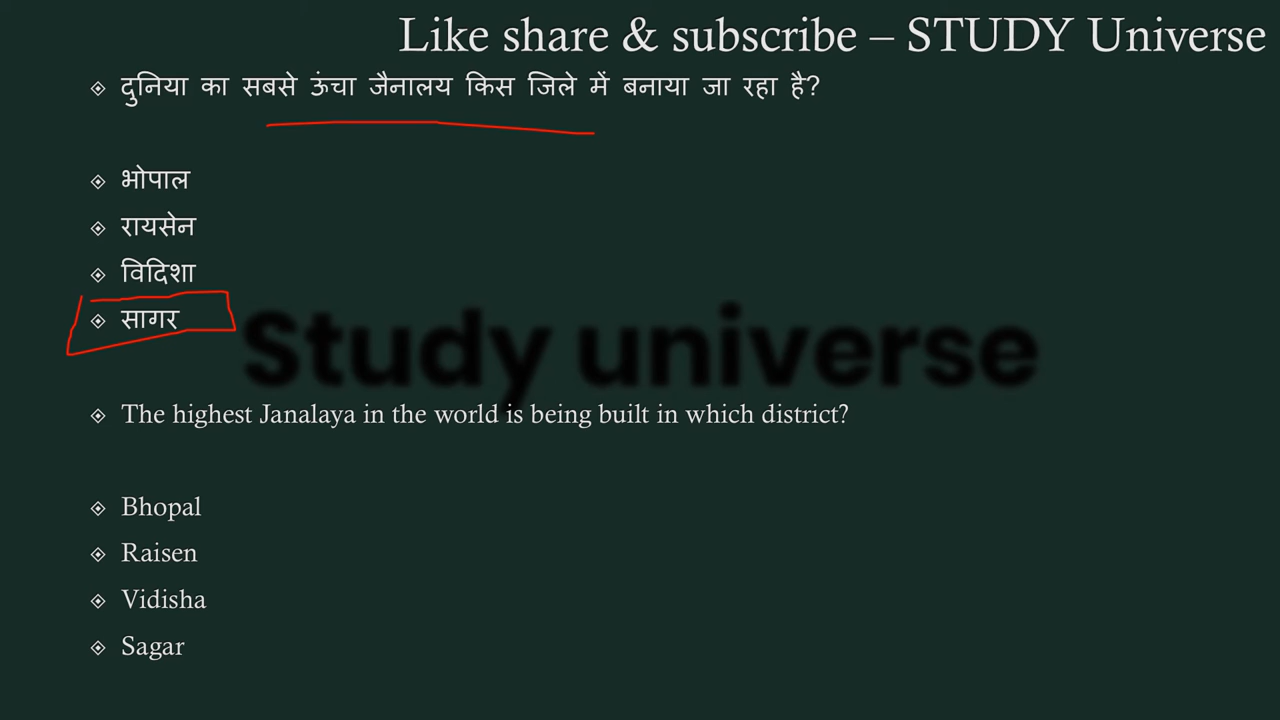 Like share & subscribe – STUDY Universe
दुनिया का सबसे ऊंचा जैनालय किस जिले में बनाया जा रहा है?
भोपाल
रायसेन
विदिशा
सागर
Study universe
The highest Janalaya in the world is being built in which district?
Bhopal
Raisen
Vidisha
Sagar